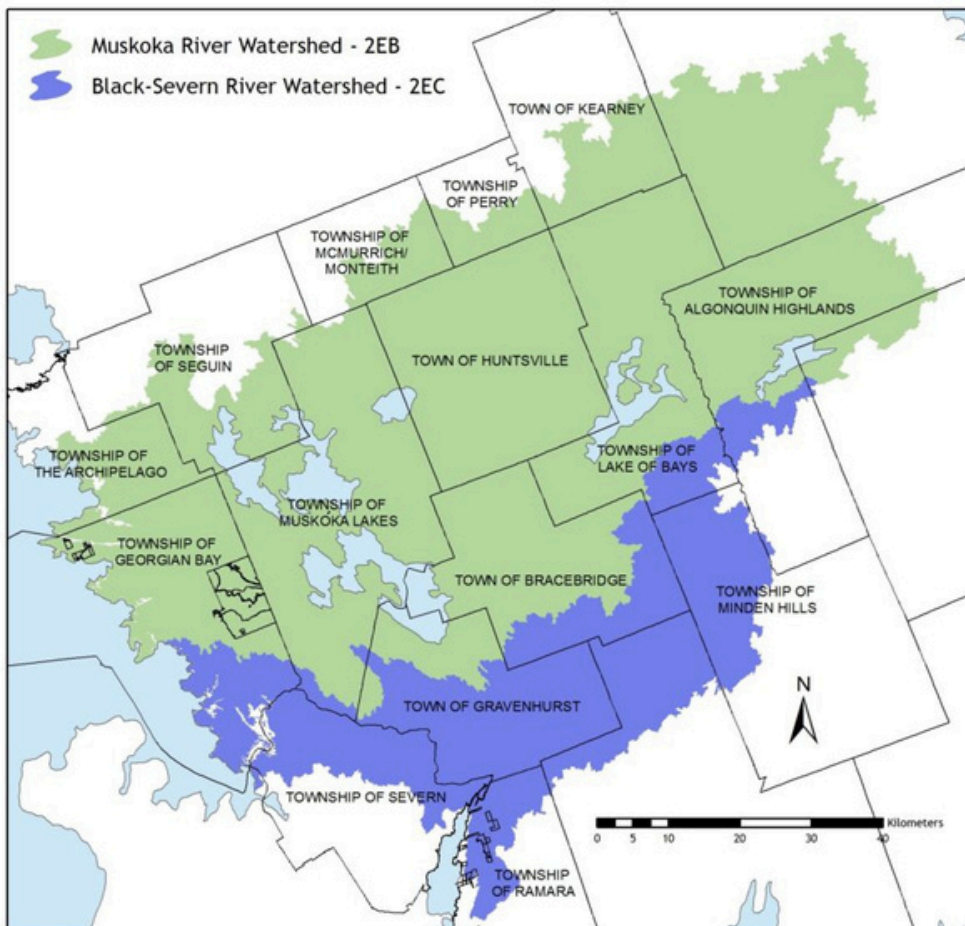 Muskoka River Watershed - 2EB
Black-Severn River Watershed - 2EC
TOWN OF KEARNEY
TOWNSHIP
OF PERRY
TOWNSHIP OF
MCMURRICH/
MONTEITH
TOWNSHIP OF
ALGONQUIN HIGHLANDS
TOWNSHIP
OF SEGUIN
TOWN OF HUNTSVILLE
TOWNSHIP OF
THE ARCHIPELAGO
TOWNSHIP OF
LAKE OF BAYS
TOWNSHIP OF
MUSKOKA LAKES
TOWNSHIP OF
GEORGIAN BAY
TOWN OF BRACEBRIDGE
TOWNSHIP OF
MINDEN HILLS
N
TOWN OF GRAVENHURST
TOWNSHIP OF SEVERN
Kilometers
0 5 10 20 30 40
TOWNSHIP
OF RAMARA